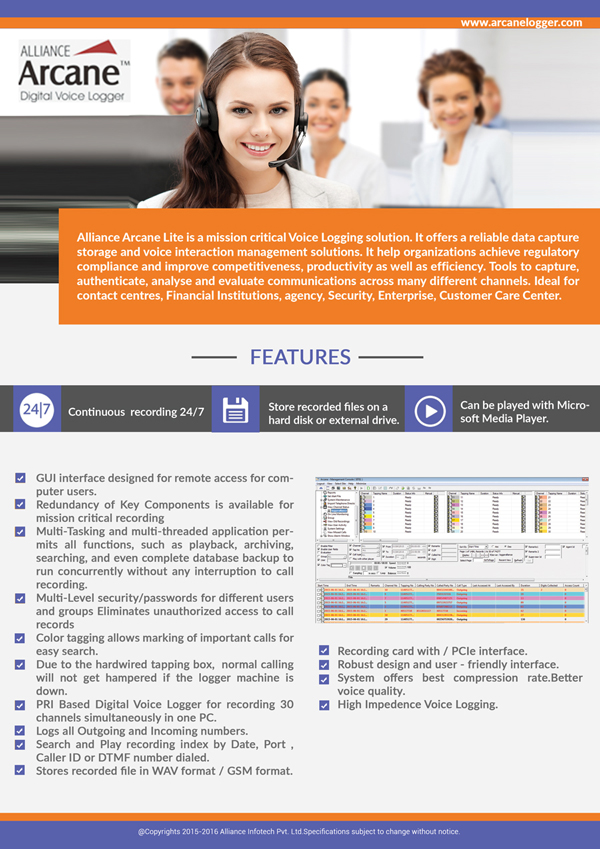 www.arcanelogger.com
ALLIANCE
Arcane™
Digital Voice Logger
Alliance Arcane Lite is a mission critical Voice Logging solution. It offers a reliable data capture
storage and voice interaction management solutions. It help organizations achieve regulatory
compliance and improve competitiveness, productivity as well as efficiency. Tools to capture,
authenticate, analyse and evaluate communications across many different channels. Ideal for
contact centres, Financial Institutions, agency, Security, Enterprise, Customer Care Center.
FEATURES
24|7
Continuous recording 24/7
Store recorded files on a
hard disk or external drive.
Can be played with Micro-
soft Media Player.
GUI interface designed for remote access for com-
puter users.
Redundancy of Key Components is available for
mission critical recording
Multi-Tasking and multi-threaded application per-
mits all functions, such as playback, archiving,
searching, and even complete database backup to
run concurrently without any interruption to call
recording.
Multi-Level security/passwords for different users
and groups Eliminates unauthorized access to call
records
Color tagging allows marking of important calls for
easy search.
Due to the hardwired tapping box, normal calling
will not get hampered if the logger machine is
down.
PRI Based Digital Voice Logger for recording 30
channels simultaneously in one PC.
Logs all Outgoing and Incoming numbers.
Search and Play recording index by Date, Port ,
Caller ID or DTMF number dialed.
Stores recorded file in WAV format / GSM format.
Recording card with / PCIe interface.
Robust design and user - friendly interface.
System offers best compression rate.Better
voice quality.
High Impedence Voice Logging.
@Copyrights 2015-2016 Alliance Infotech Pvt. Ltd.Specifications subject to change without notice.